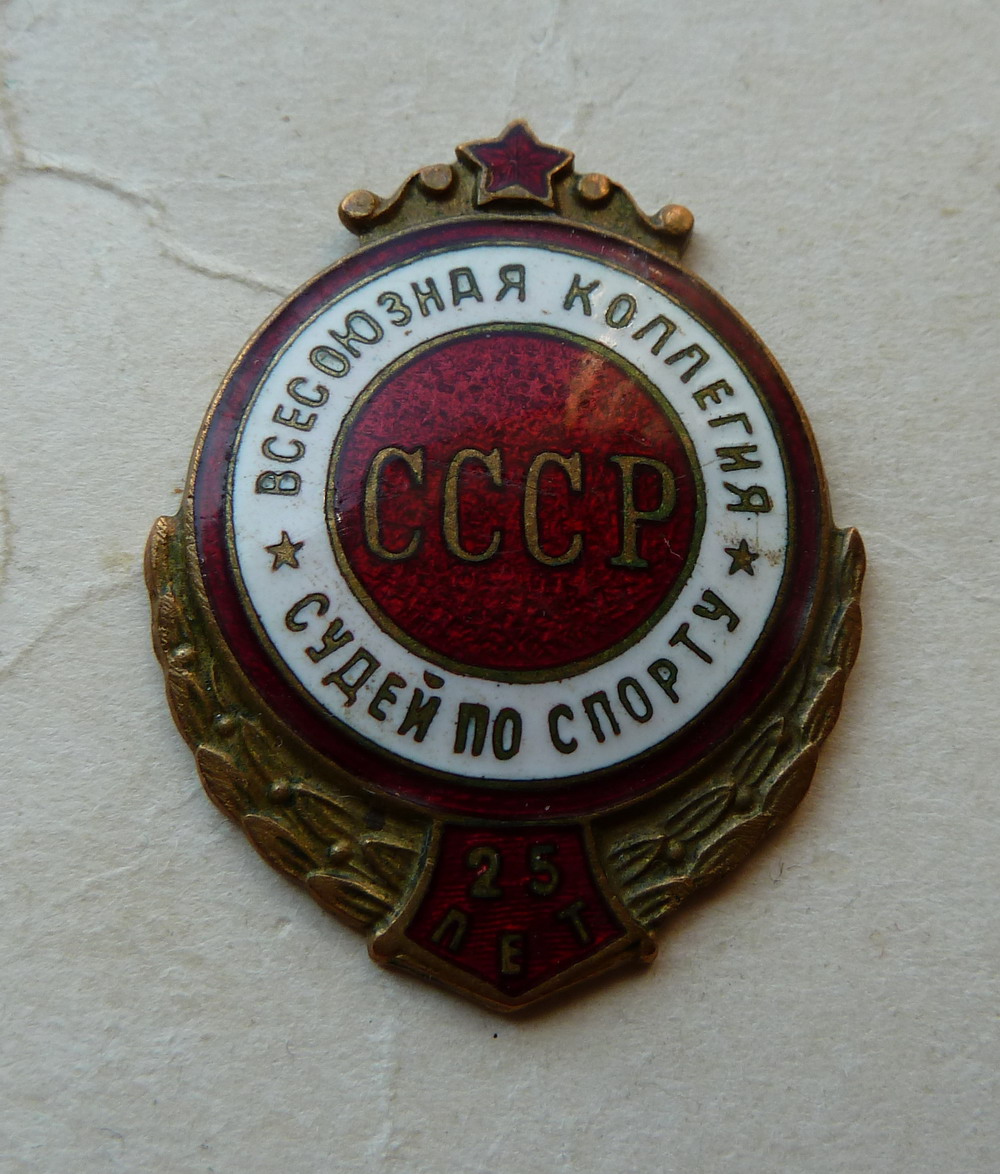 ВСЕСОЮЗНАЯ КОЛЛЕГИЯ
СУДЕЙ ПО СПОРТУ
СССР
25
ЛЕТ